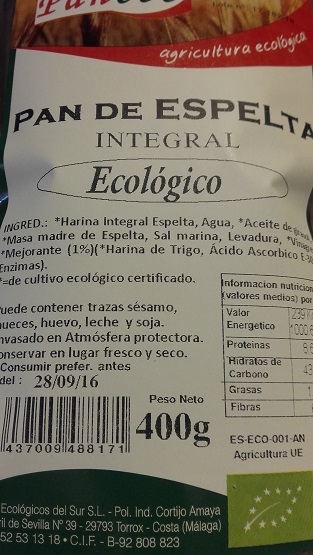 agricultura ecológica
PAN DE ESPELTA
INTEGRAL
Ecológico
INGRED.: *Harina Integral Espelta, Agua, *Aceite de
*Masa madre de Espelta, Sal marina, Levadura,
*Mejorante (1%)(*Harina de Trigo, Ácido Ascorbico
Enzimas).
*=de cultivo ecológico certificado.
uede contener trazas sésamo,
ueces, huevo, leche y soja.
nvasado en Atmósfera protectora.
onservar en lugar fresco y seco.
Consumir prefer. antes
del : 28/09/16
Informacion nutricion
(valores medios) por
Valor
Energetico
Proteinas
Hidratos de
Carbono 43
Grasas
Fibras
Peso Neto
400g
437009 488171
ES-ECO-001-AN
Agricultura UE
Ecológicos del Sur S.L. - Pol. Ind. Cortijo Amaya
ril de Sevilla Nº 39 - 29793 Torrox - Costa (Málaga)
52 53 13 18 • C.I.F. - B-92 808 823